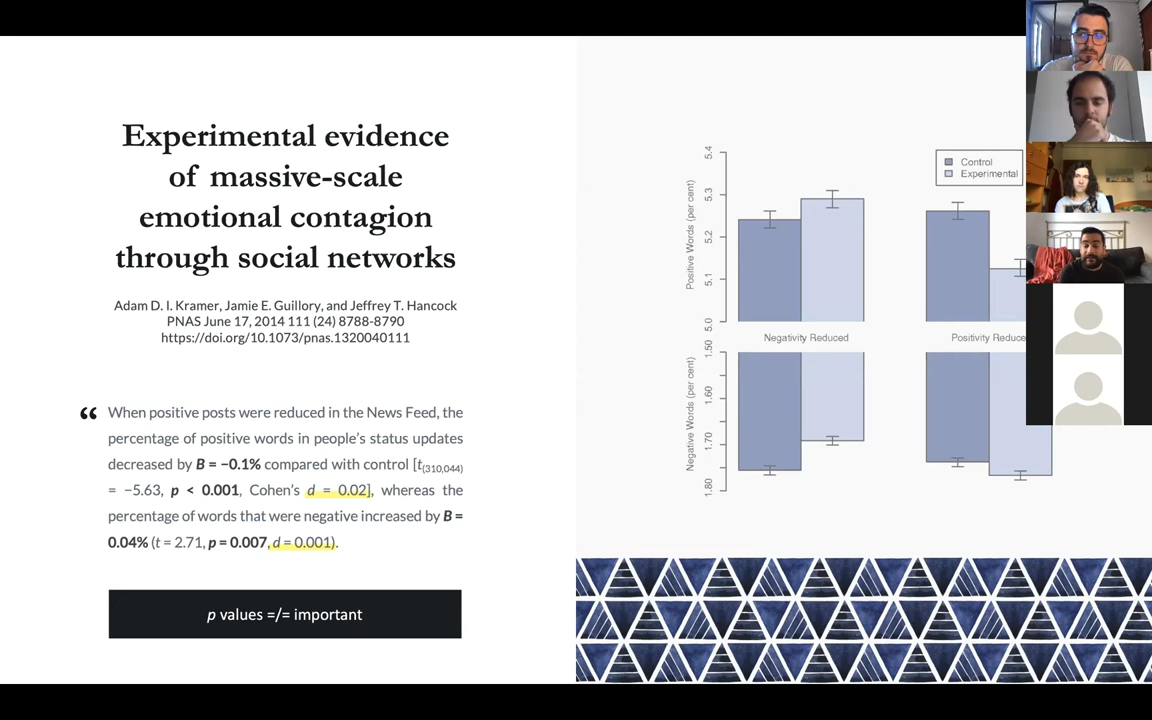 Experimental evidence
of massive-scale
emotional contagion
through social networks
Adam D. I. Kramer, Jamie E. Guillory, and Jeffrey T. Hancock
PNAS June 17, 2014 111 (24) 8788-8790
https://doi.org/10.1073/pnas.1320040111
“ When positive posts were reduced in the News Feed, the
percentage of positive words in people’s status updates
decreased by B = −0.1% compared with control [t(310,044)
= −5.63, p < 0.001, Cohen’s d = 0.02], whereas the
percentage of words that were negative increased by B =
0.04% (t = 2.71, p = 0.007, d = 0.001).
p values =/= important
Control
Experimental
Positive Words (per cent)
5.4
5.3
5.2
5.1
5.0
Negativity Reduced
Positivity Reduce
Negative Words (per cent)
1.50
1.60
1.70
1.80